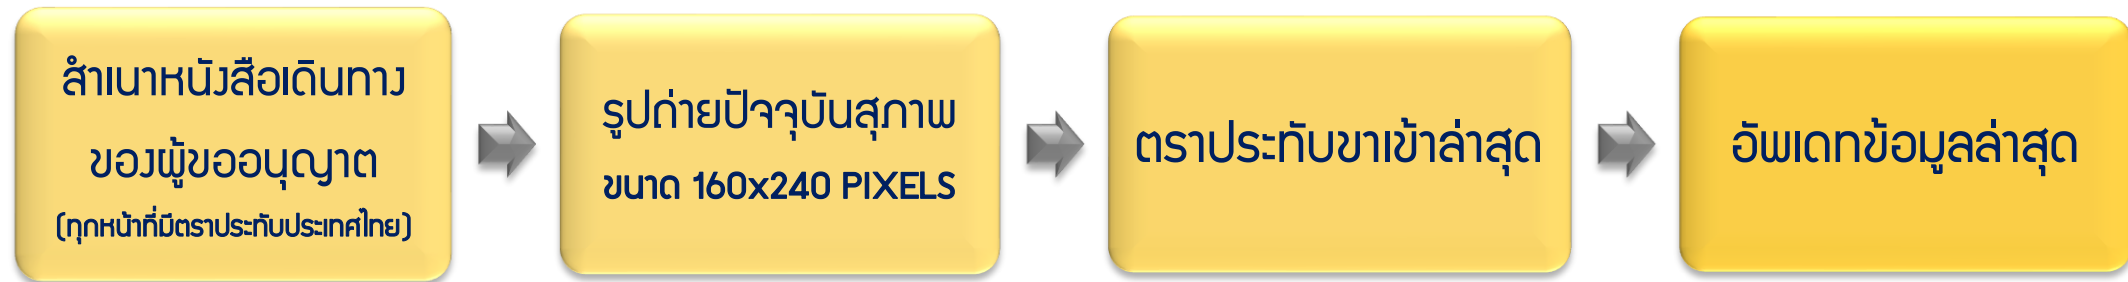 สำเนาหนังสือเดินทาง
ของผู้ขออนุญาต
(ทุกหน้าที่มีตราประทับประเทศไทย)
รูปถ่ายปัจจุบันสุภาพ
ขนาด 160x240 PIXELS
ตราประทับขาเข้าล่าสุด
อัพเดทข้อมูลล่าสุด